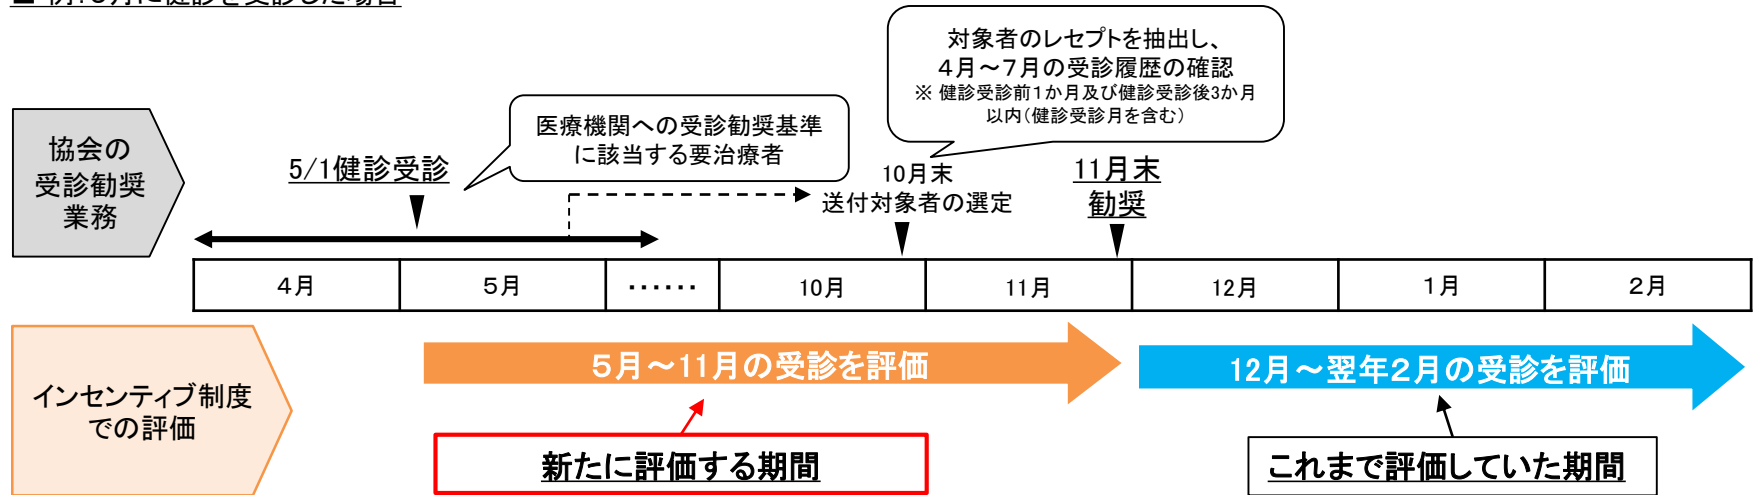 対象者のレセプトを抽出し、
４月～７月の受診履歴の確認
※ 健診受診前１か月及び健診受診後3か月
以内（健診受診月を含む）
医療機関への受診勧奨基準
に該当する要治療者
協会の
受診勧奨
業務
5/1健診受診
10月末
送付対象者の選定
11月末
勧奨
４月
５月
‥‥‥
10月
11月
12月
１月
２月
インセンティブ制度
での評価
５月～11月の受診を評価
12月～翌年２月の受診を評価
新たに評価する期間
これまで評価していた期間